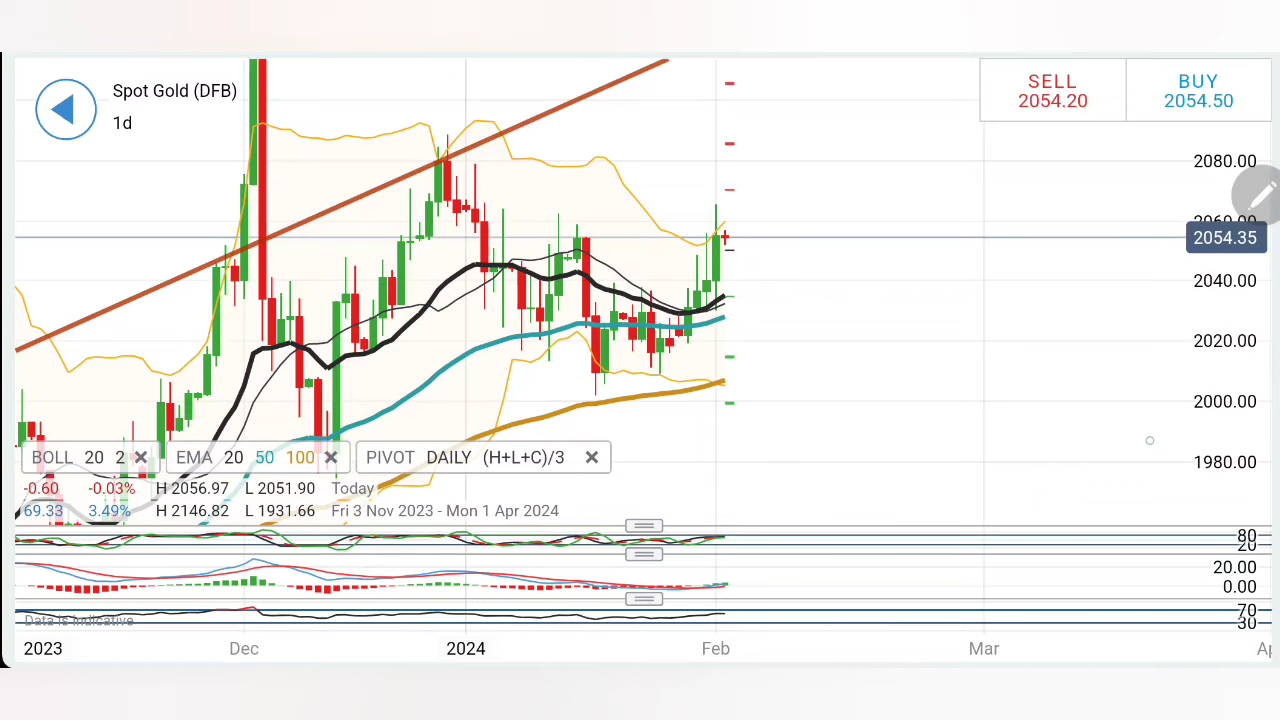 Spot Gold (DFB)
1d
SELL
2054.20
BUY
2054.50
2080.00
2054.35
2040.00
2020.00
2000.00
1980.00
BOLL 20 2
EMA 20 50 100
PIVOT DAILY (H+L+C)/3
-0.60 -0.03% H 2056.97 L 2051.90 Today
69.33 3.49% H 2146.82 L 1931.66 Fri 3 Nov 2023 - Mon 1 Apr 2024
80
20
20.00
0.00
70
30
Data is indicative
2023 Dec 2024 Feb Mar